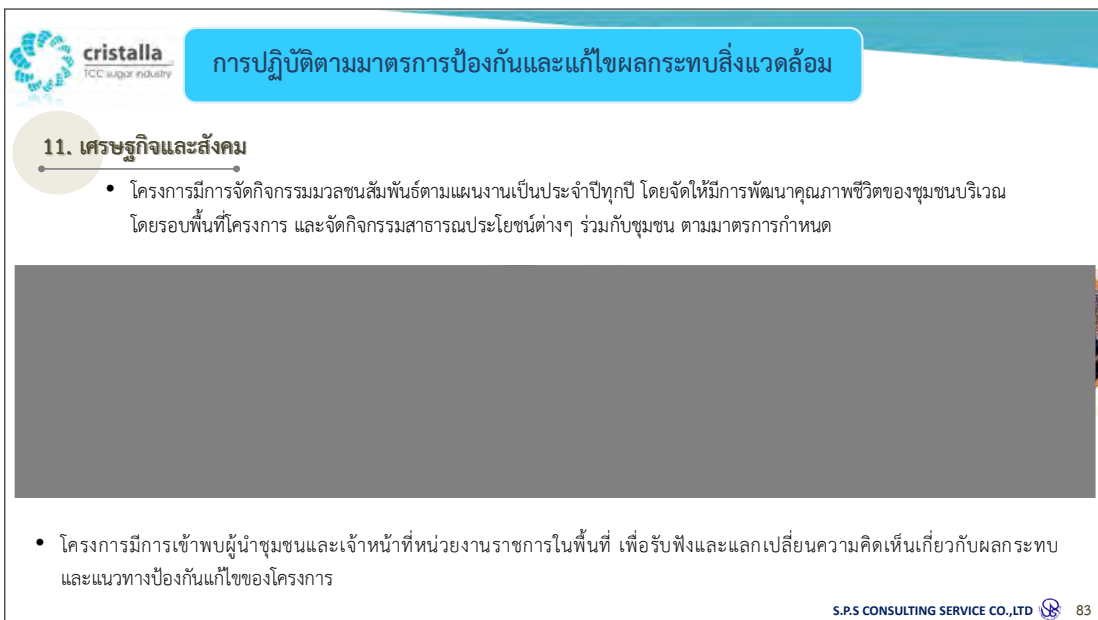 cristalla
TCC sugar industry
การปฏิบัติตามมาตรการป้องกันและแก้ไขผลกระทบสิ่งแวดล้อม
11. เศรษฐกิจและสังคม
• โครงการมีการจัดกิจกรรมมวลชนสัมพันธ์ตามแผนงานเป็นประจำปีทุกปี โดยจัดให้มีการพัฒนาคุณภาพชีวิตของชุมชนบริเวณ
โดยรอบพื้นที่โครงการ และจัดกิจกรรมสาธารณประโยชน์ต่างๆ ร่วมกับชุมชน ตามมาตรการกำหนด
• โครงการมีการเข้าพบผู้นำชุมชนและเจ้าหน้าที่หน่วยงานราชการในพื้นที่ เพื่อรับฟังและแลกเปลี่ยนความคิดเห็นเกี่ยวกับผลกระทบ
และแนวทางป้องกันแก้ไขของโครงการ
S.P.S CONSULTING SERVICE CO.,LTD 83